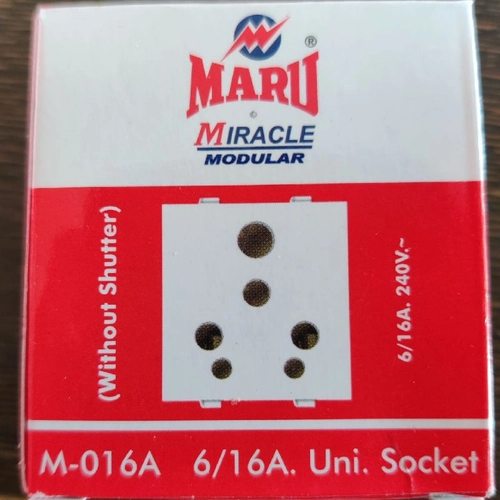 ®
MARU
©
MIRACLE
MODULAR
(Without Shutter)
6/16A. 240V.~
M-016A 6/16A. Uni. Socket